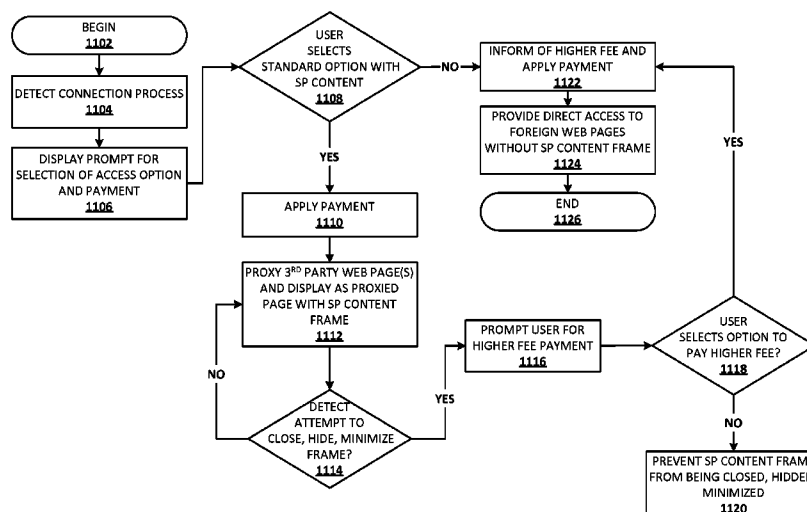 BEGIN
1102
DETECT CONNECTION PROCESS
1104
DISPLAY PROMPT FOR
SELECTION OF ACCESS OPTION
AND PAYMENT
1106
USER
SELECTS
STANDARD OPTION WITH
SP CONTENT
1108
NO
YES
APPLY PAYMENT
1110
PROXY 3RD PARTY WEB PAGE(S)
AND DISPLAY AS PROXIED
PAGE WITH SP CONTENT
FRAME
1112
NO
DETECT
ATTEMPT TO
CLOSE, HIDE, MINIMIZE
FRAME?
1114
YES
PROMPT USER FOR
HIGHER FEE PAYMENT
1116
USER
SELECTS OPTION TO
PAY HIGHER FEE?
1118
YES
NO
PREVENT SP CONTENT FRAM
FROM BEING CLOSED, HIDDE
MINIMIZED
1120
INFORM OF HIGHER FEE AND
APPLY PAYMENT
1122
PROVIDE DIRECT ACCESS TO
FOREIGN WEB PAGES
WITHOUT SP CONTENT FRAME
1124
END
1126